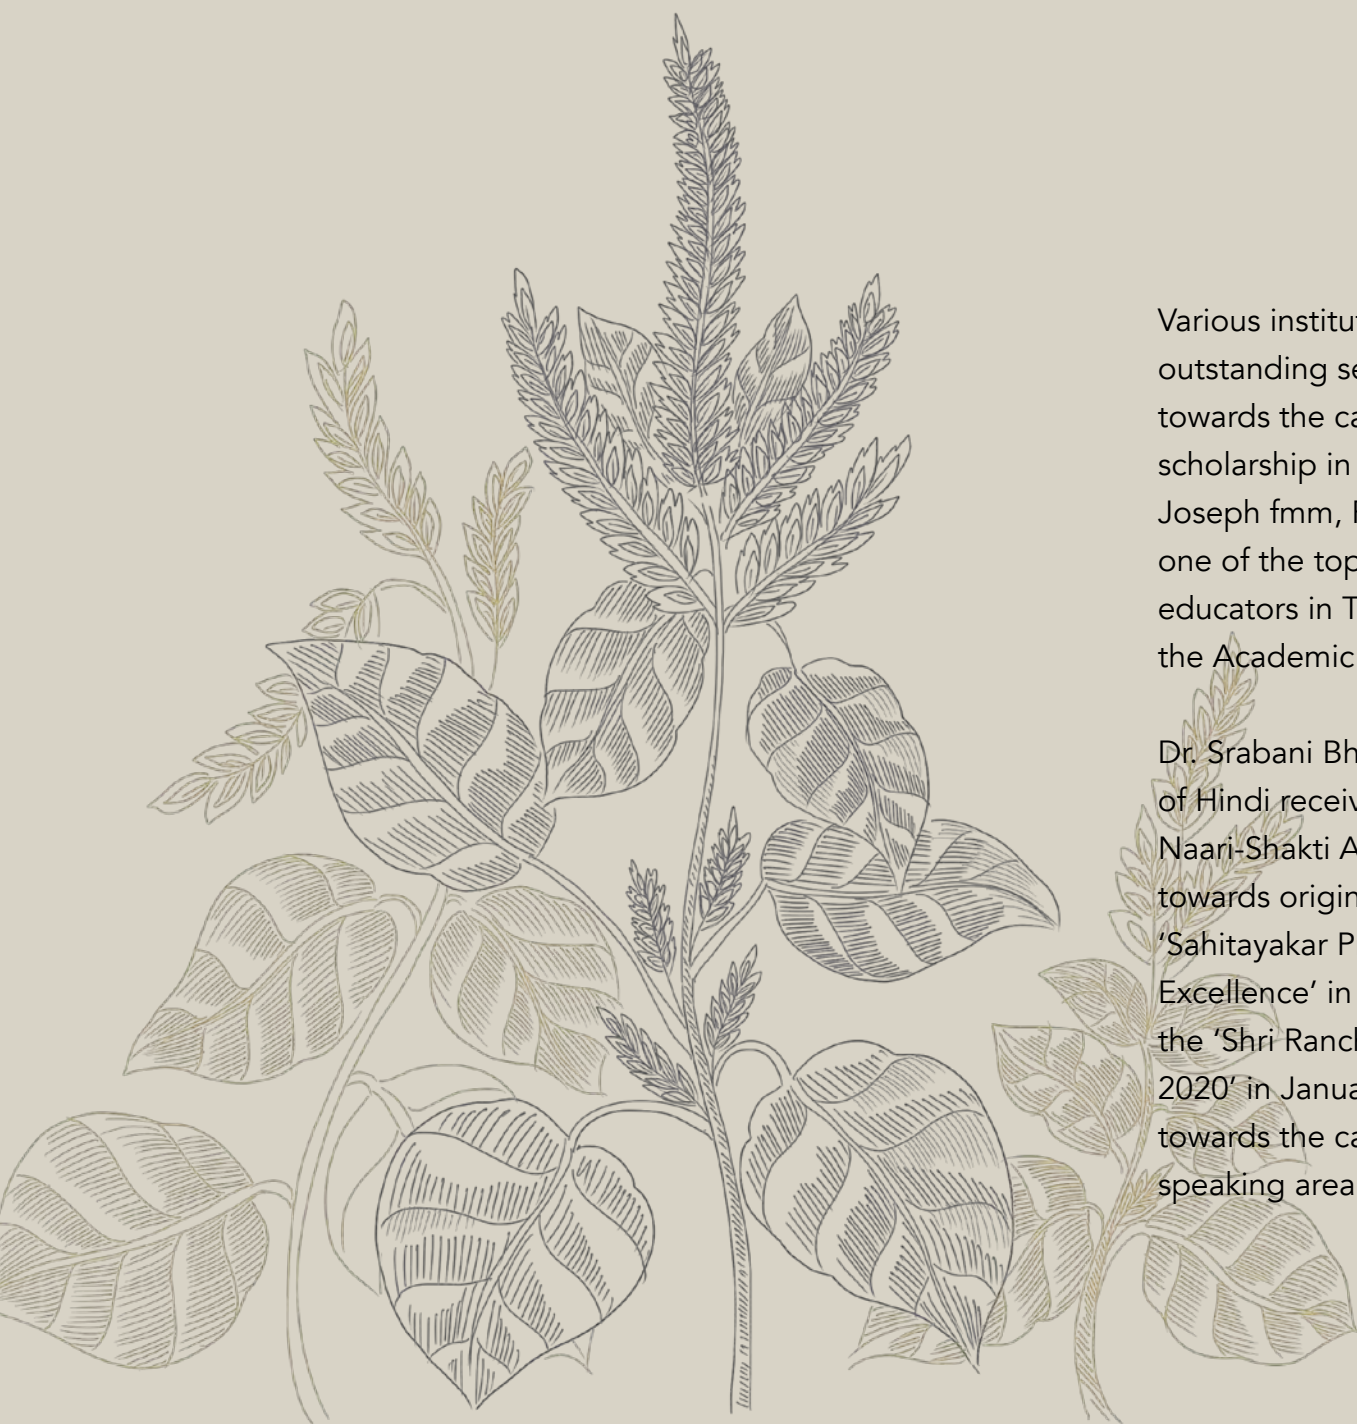 Various institu
outstanding se
towards the ca
scholarship in
Joseph fmm,
one of the top
educators in T
the Academic
Dr. Srabani Bh
of Hindi receiv
Naari-Shakti A
towards origin
‘Sahitayakar P
Excellence’ in
the ‘Shri Ranch
2020’ in Janua
towards the ca
speaking area